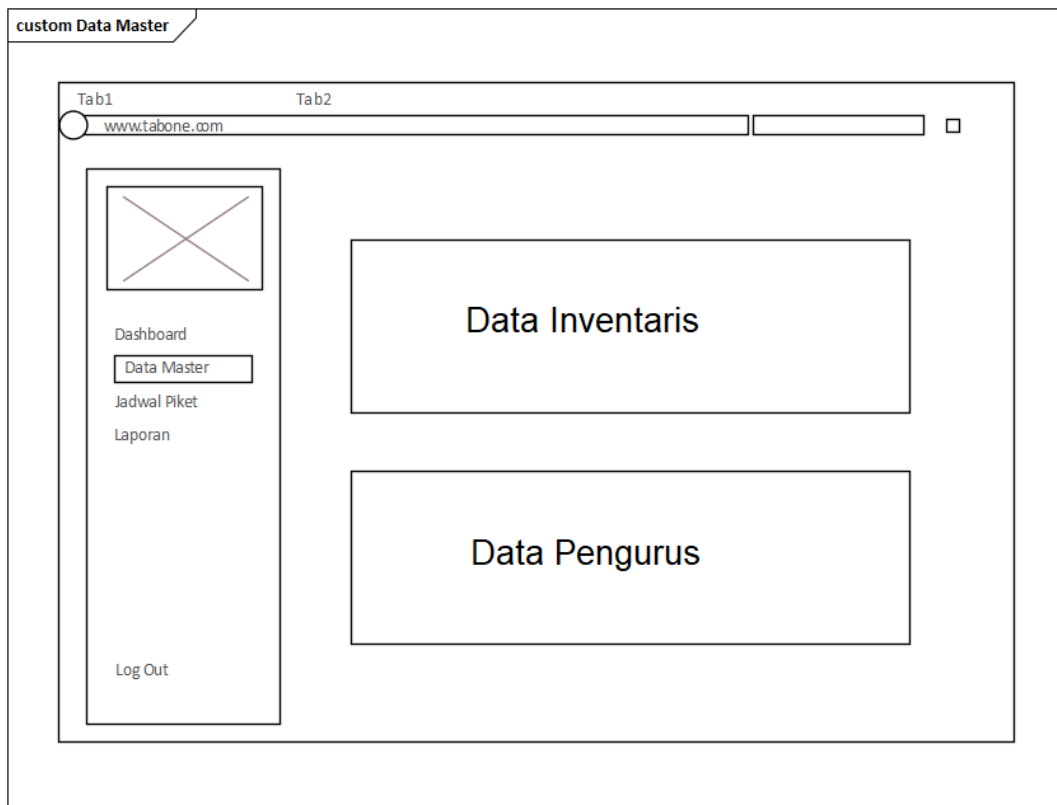 custom Data Master
Tab1 Tab2
www.tabone.com
Dashboard
Data Master
Jadwal Piket
Laporan
Log Out
Data Inventaris
Data Pengurus